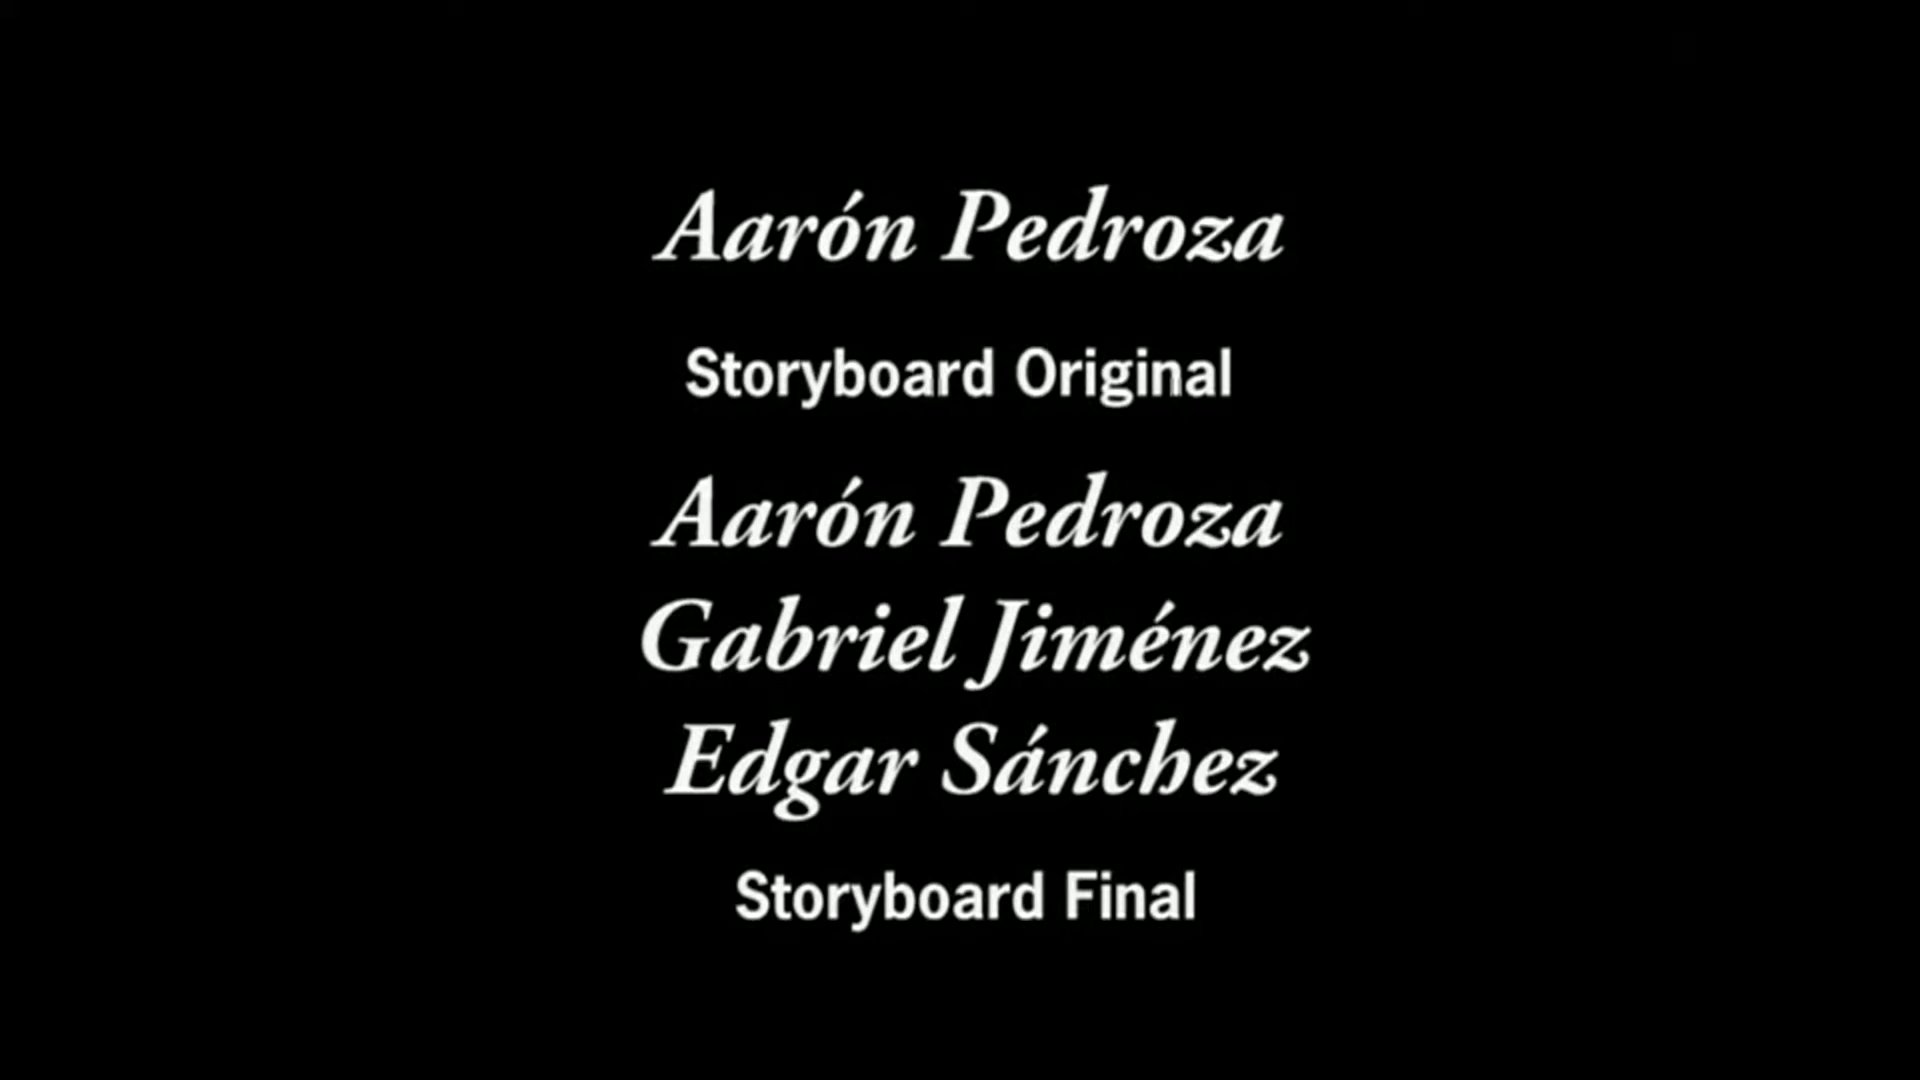 Aarón Pedroza
Storyboard Original
Aarón Pedroza
Gabriel Jiménez
Edgar Sánchez
Storyboard Final